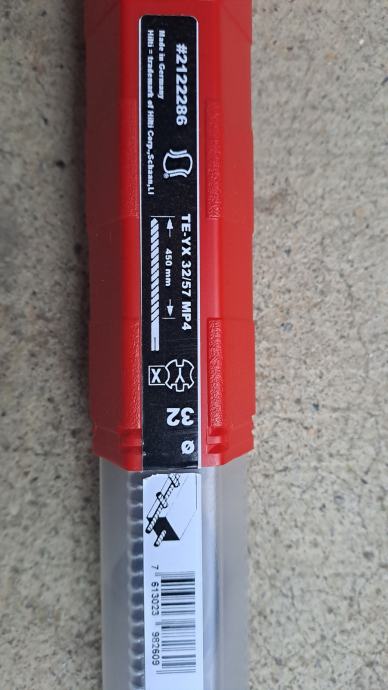 #2122286
Made in Germany
Hilti = trademark of Hilti Corp.,Schaan,LI
TE-YX 32/57 MP4
450 mm
Y
X
ø 32
7 613023 982609